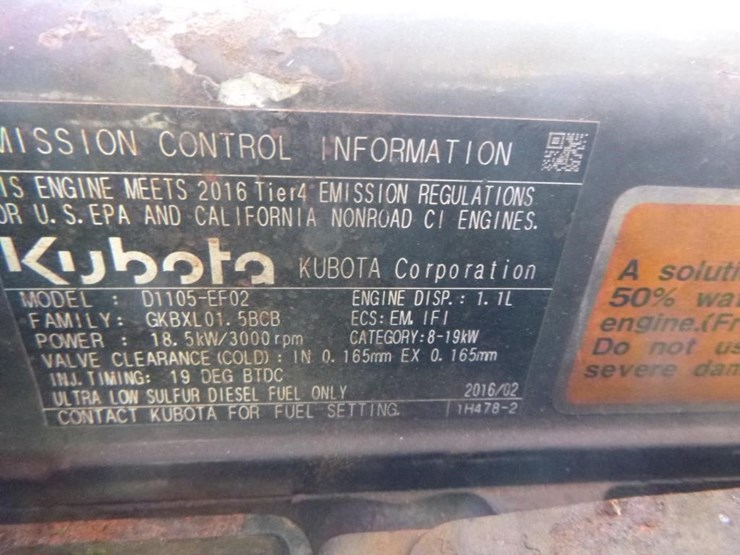 MISSION CONTROL INFORMATION
IS ENGINE MEETS 2016 Tier4 EMISSION REGULATIONS
OR U.S. EPA AND CALIFORNIA NONROAD CI ENGINES.
Kubota KUBOTA Corporation
MODEL : D1105-EF02 ENGINE DISP. : 1.1L
FAMILY: GKBXL01.5BCB ECS: EM, IFI
POWER : 18.5kW/3000rpm CATEGORY:8-19kW
VALVE CLEARANCE (COLD) : IN 0.165mm EX 0.165mm
INJ.TIMING: 19 DEG BTDC
ULTRA LOW SULFUR DIESEL FUEL ONLY 2016/02
CONTACT KUBOTA FOR FUEL SETTING. 1H478-2
A soluti
50% wa
engine.(Fr
Do not us
severe dam